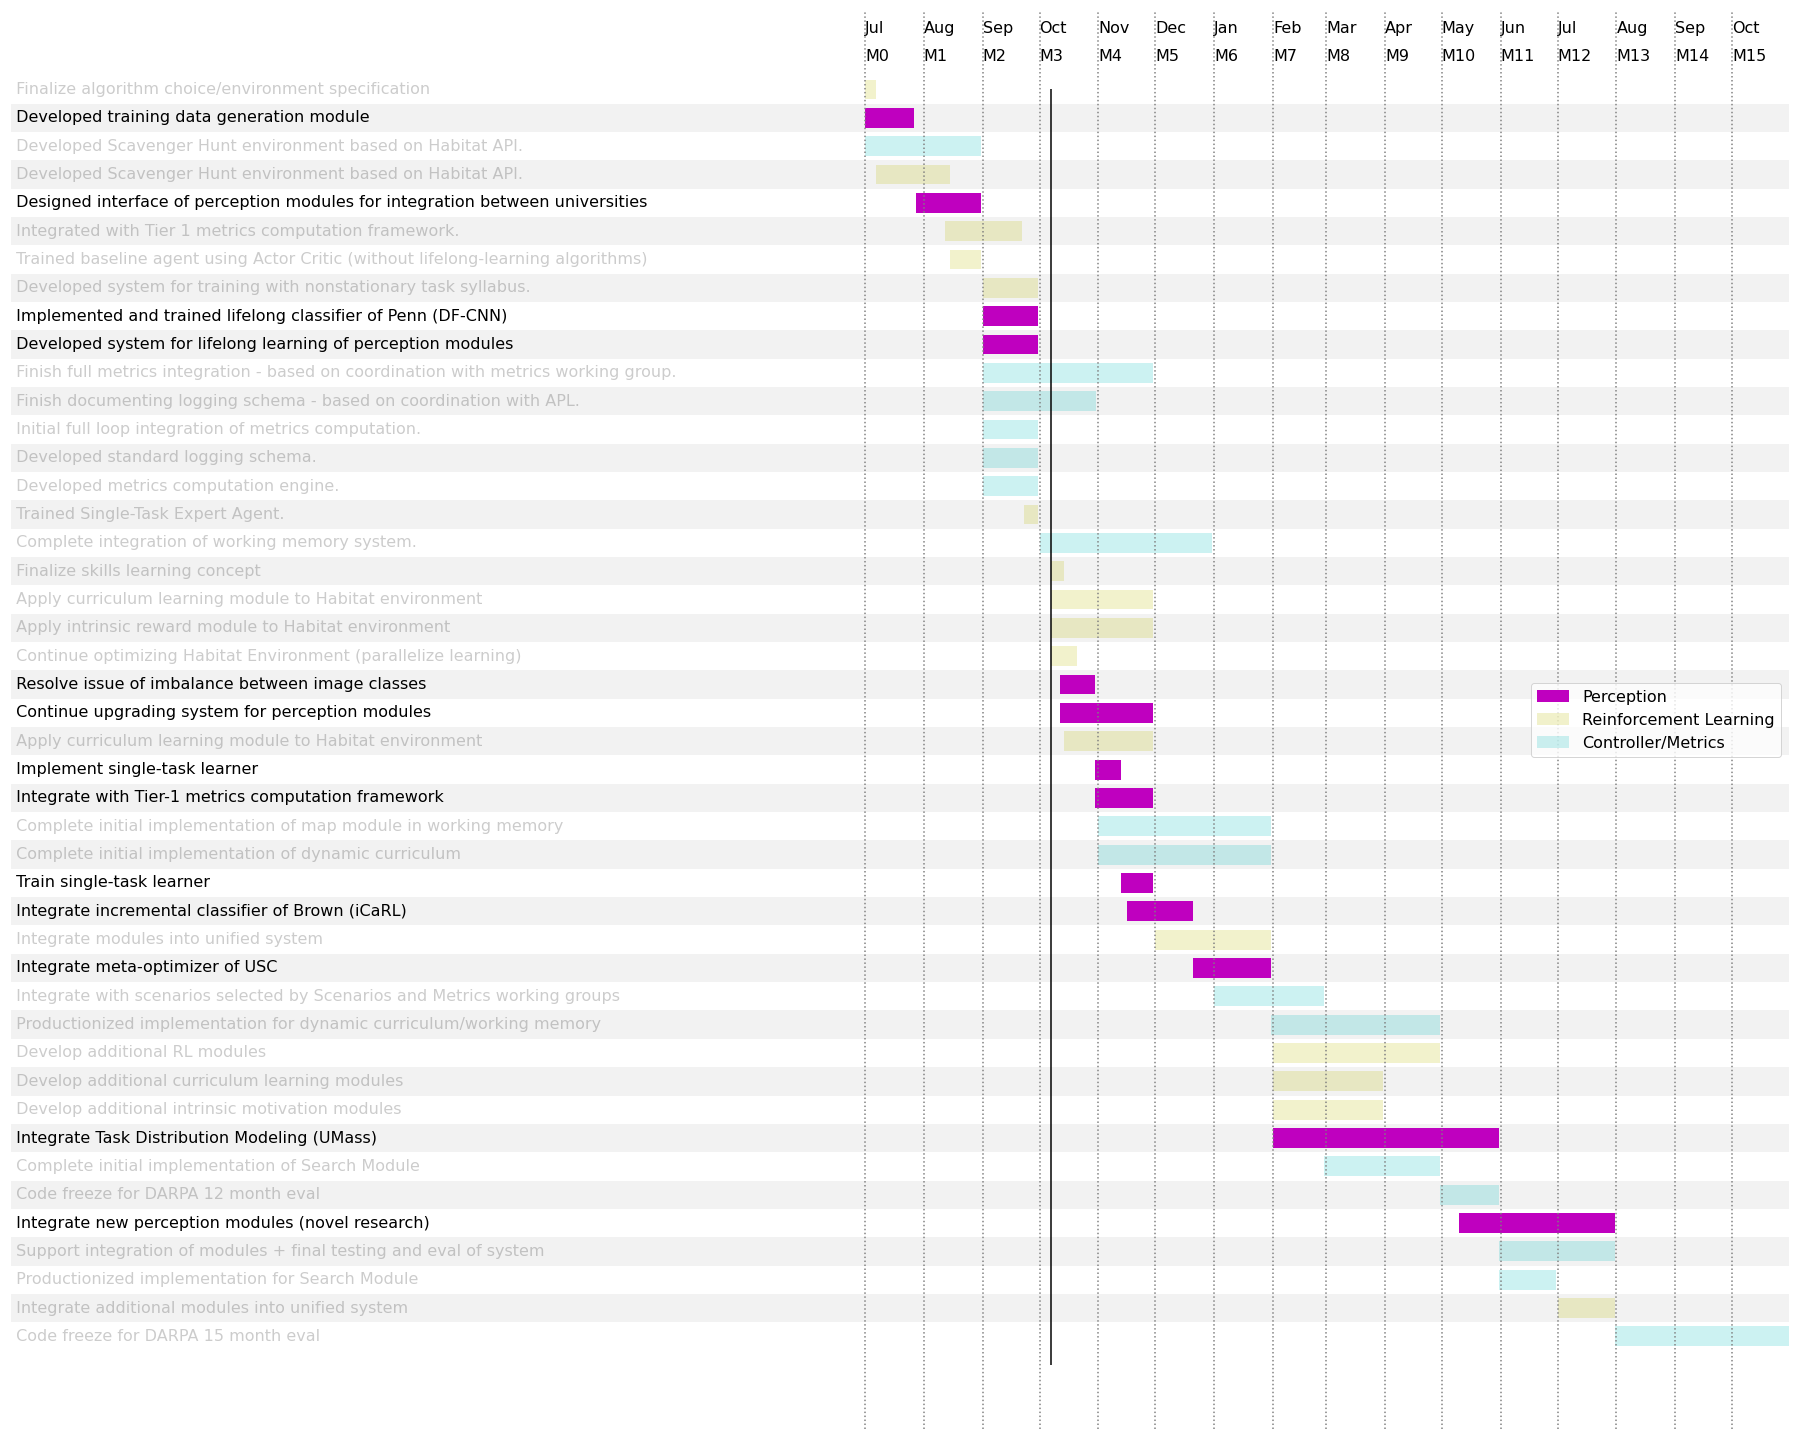 Jul Aug Sep Oct Nov Dec Jan Feb Mar Apr May Jun Jul Aug Sep Oct
M0 M1 M2 M3 M4 M5 M6 M7 M8 M9 M10 M11 M12 M13 M14 M15
Finalize algorithm choice/environment specification
Developed training data generation module
Developed Scavenger Hunt environment based on Habitat API.
Developed Scavenger Hunt environment based on Habitat API.
Designed interface of perception modules for integration between universities
Integrated with Tier 1 metrics computation framework.
Trained baseline agent using Actor Critic (without lifelong-learning algorithms)
Developed system for training with nonstationary task syllabus.
Implemented and trained lifelong classifier of Penn (DF-CNN)
Developed system for lifelong learning of perception modules
Finish full metrics integration - based on coordination with metrics working group.
Finish documenting logging schema - based on coordination with APL.
Initial full loop integration of metrics computation.
Developed standard logging schema.
Developed metrics computation engine.
Trained Single-Task Expert Agent.
Complete integration of working memory system.
Finalize skills learning concept
Apply curriculum learning module to Habitat environment
Apply intrinsic reward module to Habitat environment
Continue optimizing Habitat Environment (parallelize learning)
Resolve issue of imbalance between image classes
Continue upgrading system for perception modules
Apply curriculum learning module to Habitat environment
Implement single-task learner
Integrate with Tier-1 metrics computation framework
Complete initial implementation of map module in working memory
Complete initial implementation of dynamic curriculum
Train single-task learner
Integrate incremental classifier of Brown (iCaRL)
Integrate modules into unified system
Integrate meta-optimizer of USC
Integrate with scenarios selected by Scenarios and Metrics working groups
Productionized implementation for dynamic curriculum/working memory
Develop additional RL modules
Develop additional curriculum learning modules
Develop additional intrinsic motivation modules
Integrate Task Distribution Modeling (UMass)
Complete initial implementation of Search Module
Code freeze for DARPA 12 month eval
Integrate new perception modules (novel research)
Support integration of modules + final testing and eval of system
Productionized implementation for Search Module
Integrate additional modules into unified system
Code freeze for DARPA 15 month eval
Perception
Reinforcement Learning
Controller/Metrics